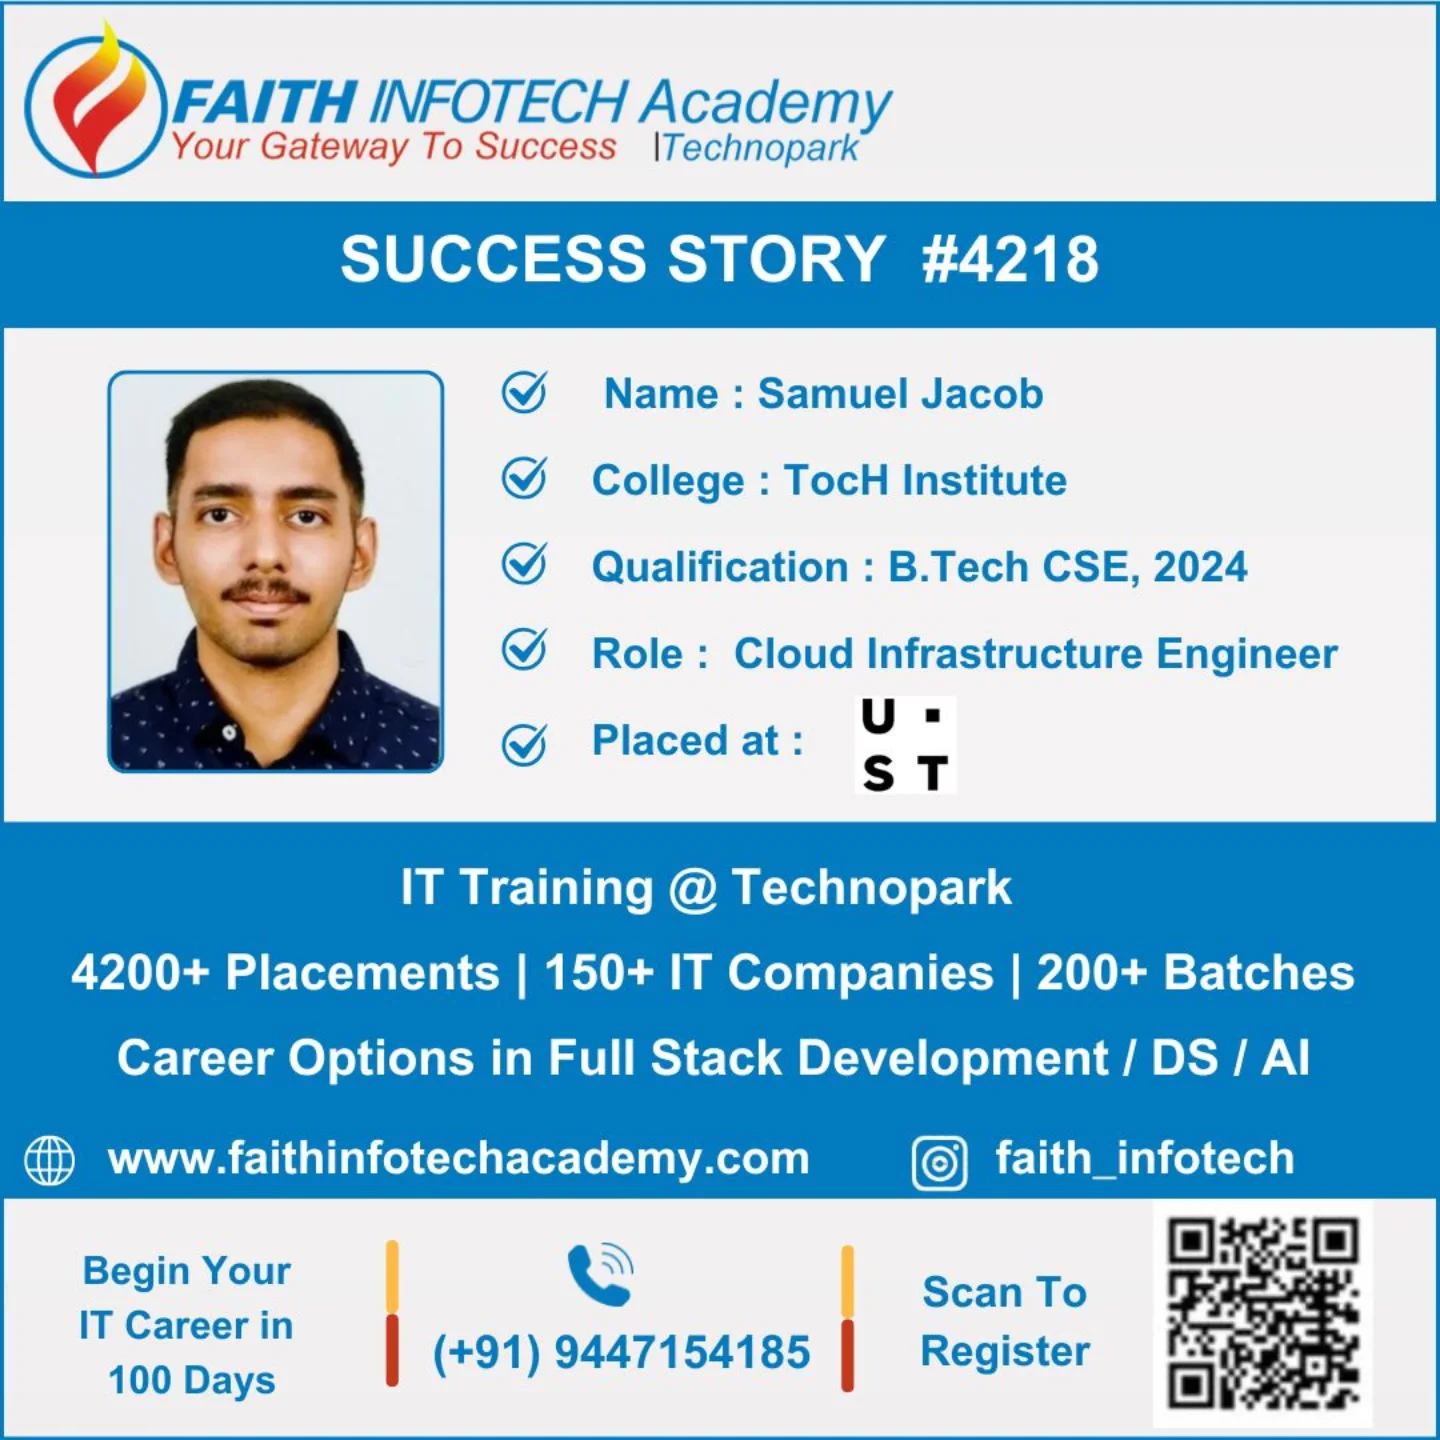 FAITH INFOTECH Academy
Your Gateway To Success |Technopark
SUCCESS STORY #4218
Name : Samuel Jacob
College : TocH Institute
Qualification : B.Tech CSE, 2024
Role : Cloud Infrastructure Engineer
Placed at :
U ·
S T
IT Training @ Technopark
4200+ Placements | 150+ IT Companies | 200+ Batches
Career Options in Full Stack Development / DS / AI
www.faithinfotechacademy.com
faith_infotech
Begin Your
IT Career in
100 Days
(+91) 9447154185
Scan To
Register